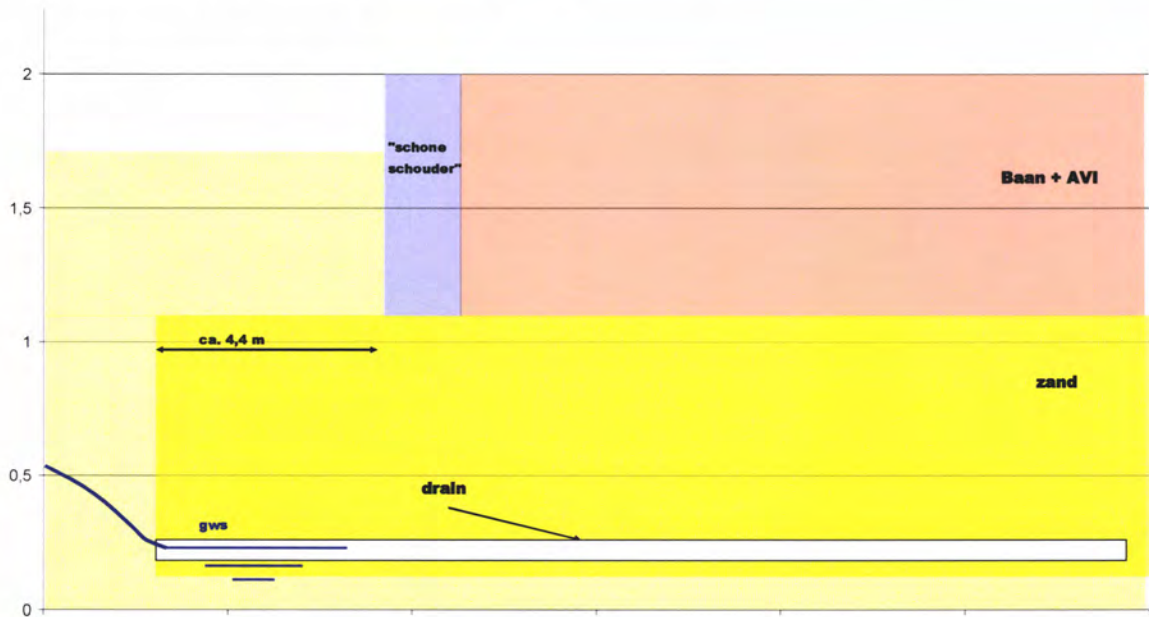 2
"schone
schouder"
Baan + AVI
1,5
ca. 4,4 m
1
zand
0,5
drain
gws
0